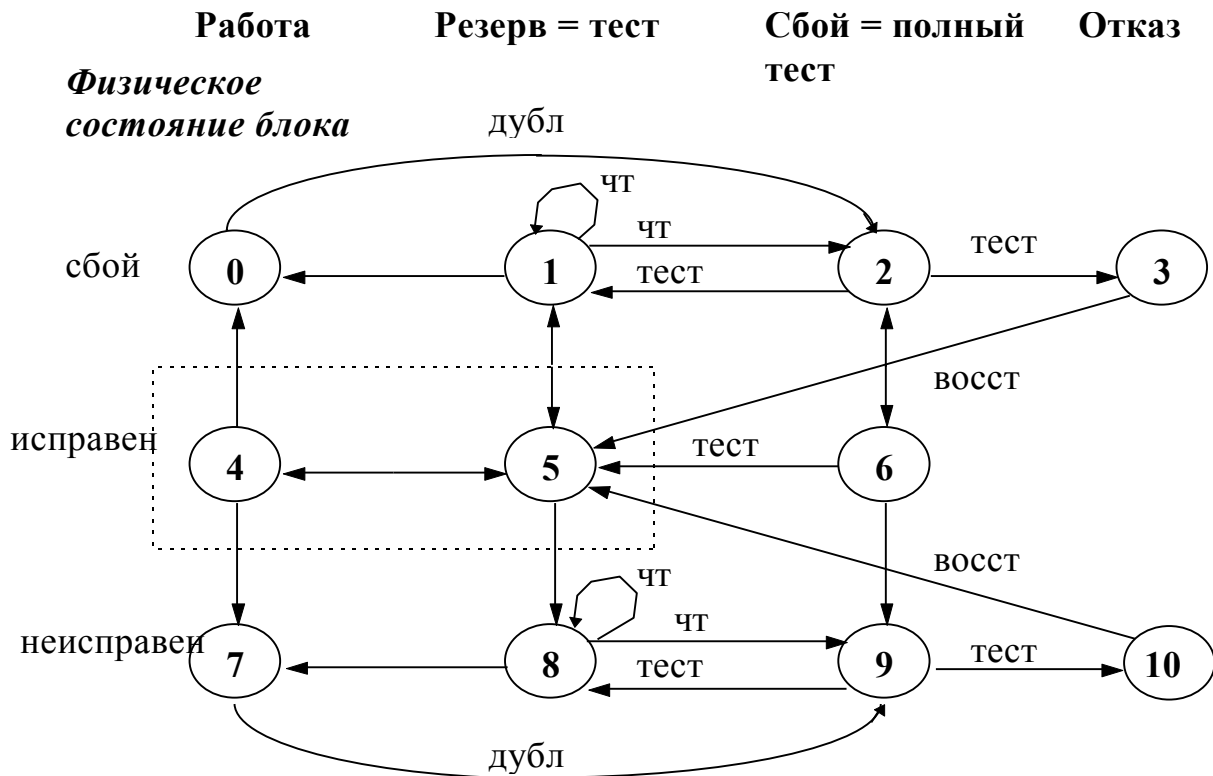 Работа Резерв = тест Сбой = полный тест Отказ
Физическое
состояние блока
дубл
чт
чт
сбой 0 1 тест 2 тест 3
восст
исправен 4 5 тест 6
восст
чт
чт
неисправен 7 8 тест 9 тест 10
дубл